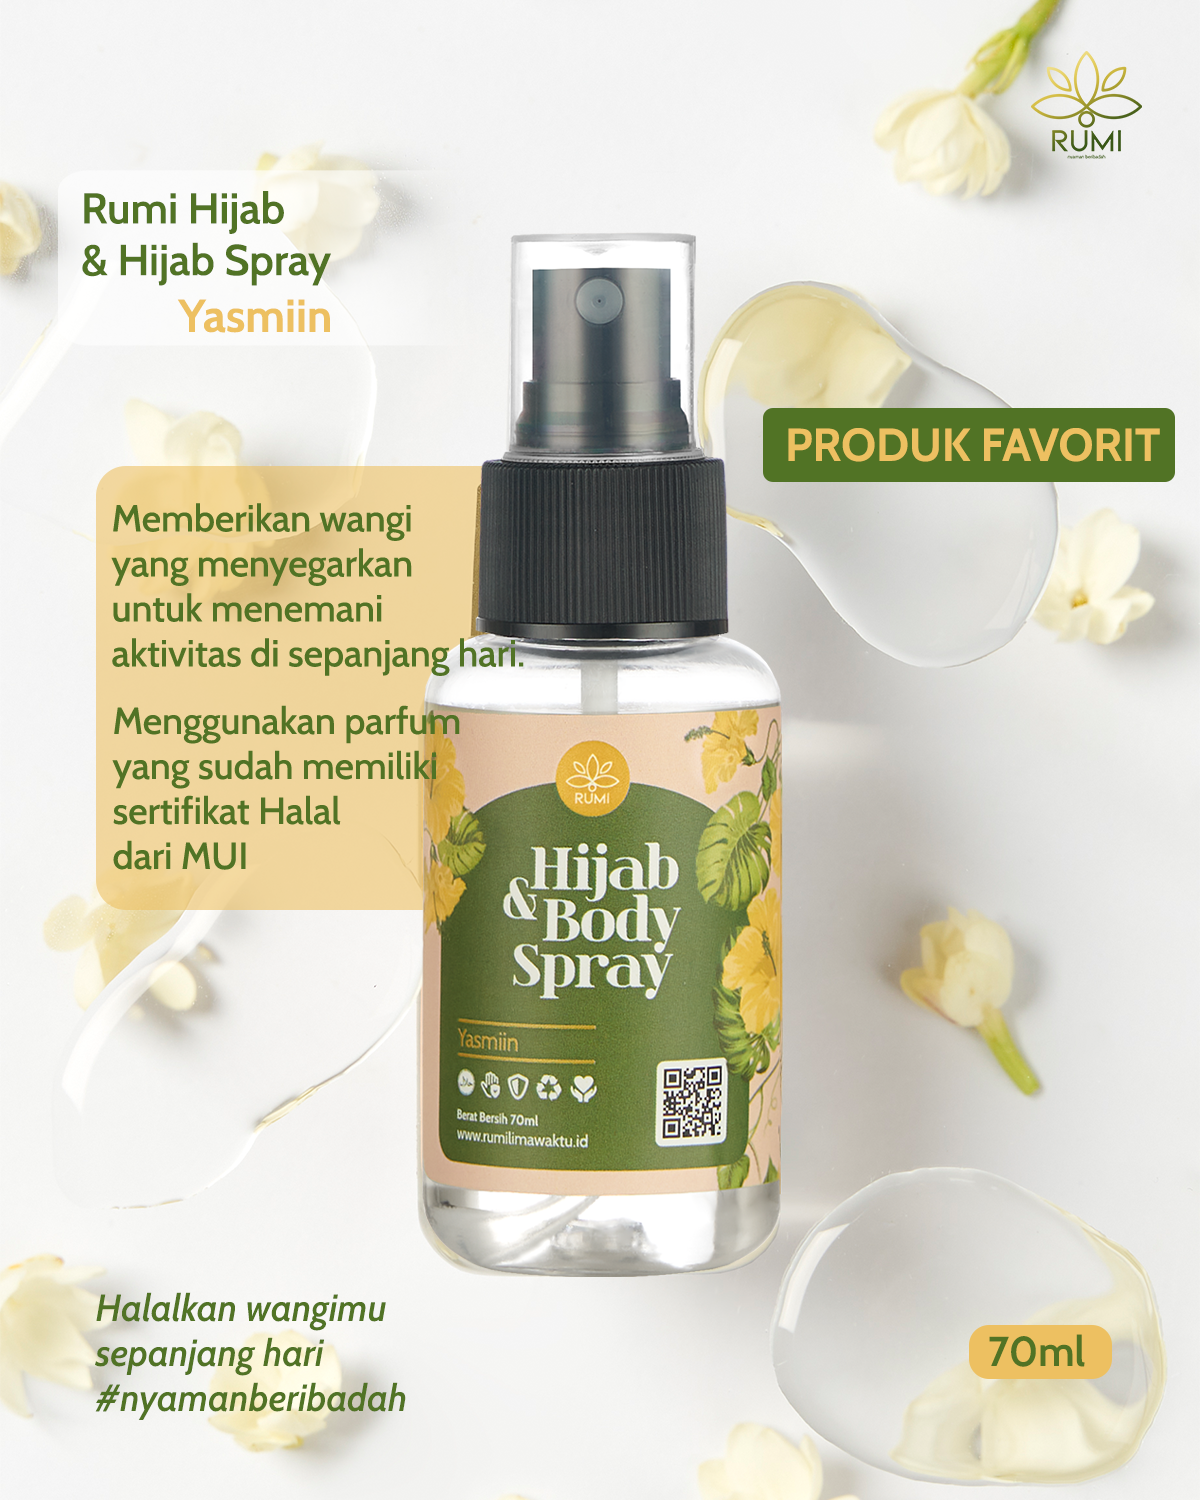 RUMI
nyaman beribadah
Rumi Hijab
& Hijab Spray
Yasmiin
PRODUK FAVORIT
Memberikan wangi
yang menyegarkan
untuk menemani
aktivitas di sepanjang hari.
Menggunakan parfum
yang sudah memiliki
sertifikat Halal
dari MUI
RUMI
Hijab
& Body
Spray
Yasmiin
Berat Bersih 70ml
www.rumilimawaktu.id
Halalkan wangimu
sepanjang hari
#nyamanberibadah
70ml